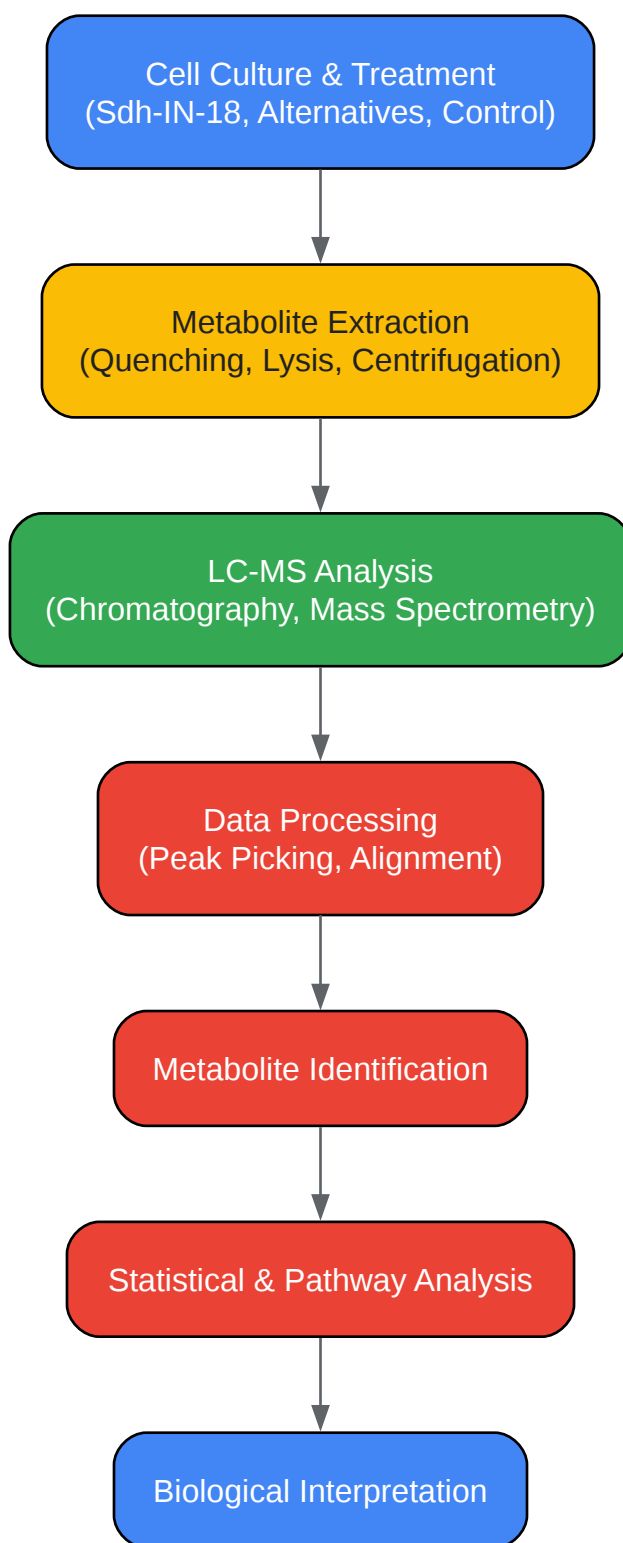 Cell Culture & Treatment
(Sdh-IN-18, Alternatives, Control)
Metabolite Extraction
(Quenching, Lysis, Centrifugation)
LC-MS Analysis
(Chromatography, Mass Spectrometry)
Data Processing
(Peak Picking, Alignment)
Metabolite Identification
Statistical & Pathway Analysis
Biological Interpretation